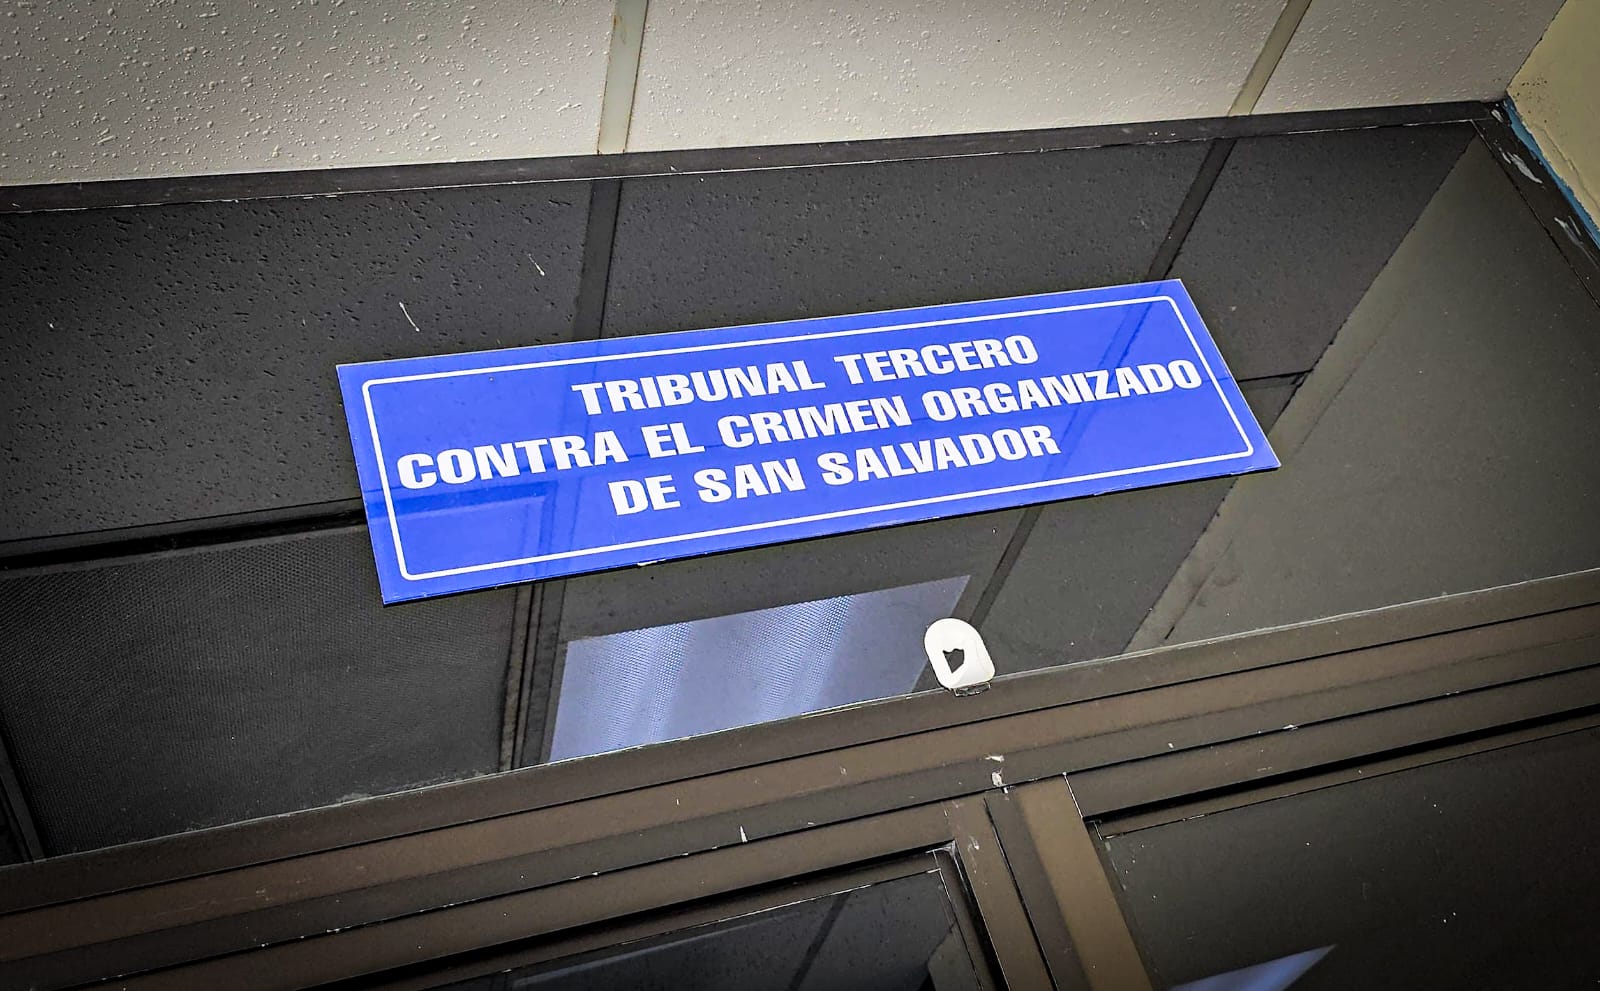 TRIBUNAL TERCERO
CONTRA EL CRIMEN ORGANIZADO
DE SAN SALVADOR